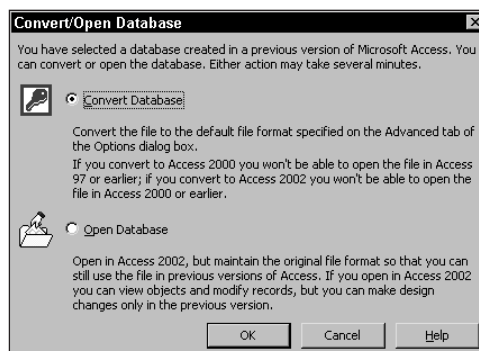 Convert/Open Database
You have selected a database created in a previous version of Microsoft Access. You
can convert or open the database. Either action may take several minutes.
Convert Database
Convert the file to the default file format specified on the Advanced tab of
the Options dialog box.
If you convert to Access 2000 you won't be able to open the file in Access
97 or earlier; if you convert to Access 2002 you won't be able to open the
file in Access 2000 or earlier.
Open Database
Open in Access 2002, but maintain the original file format so that you can
still use the file in previous versions of Access. If you open in Access 2002
you can view objects and modify records, but you can make design
changes only in the previous version.
OK
Cancel
Help